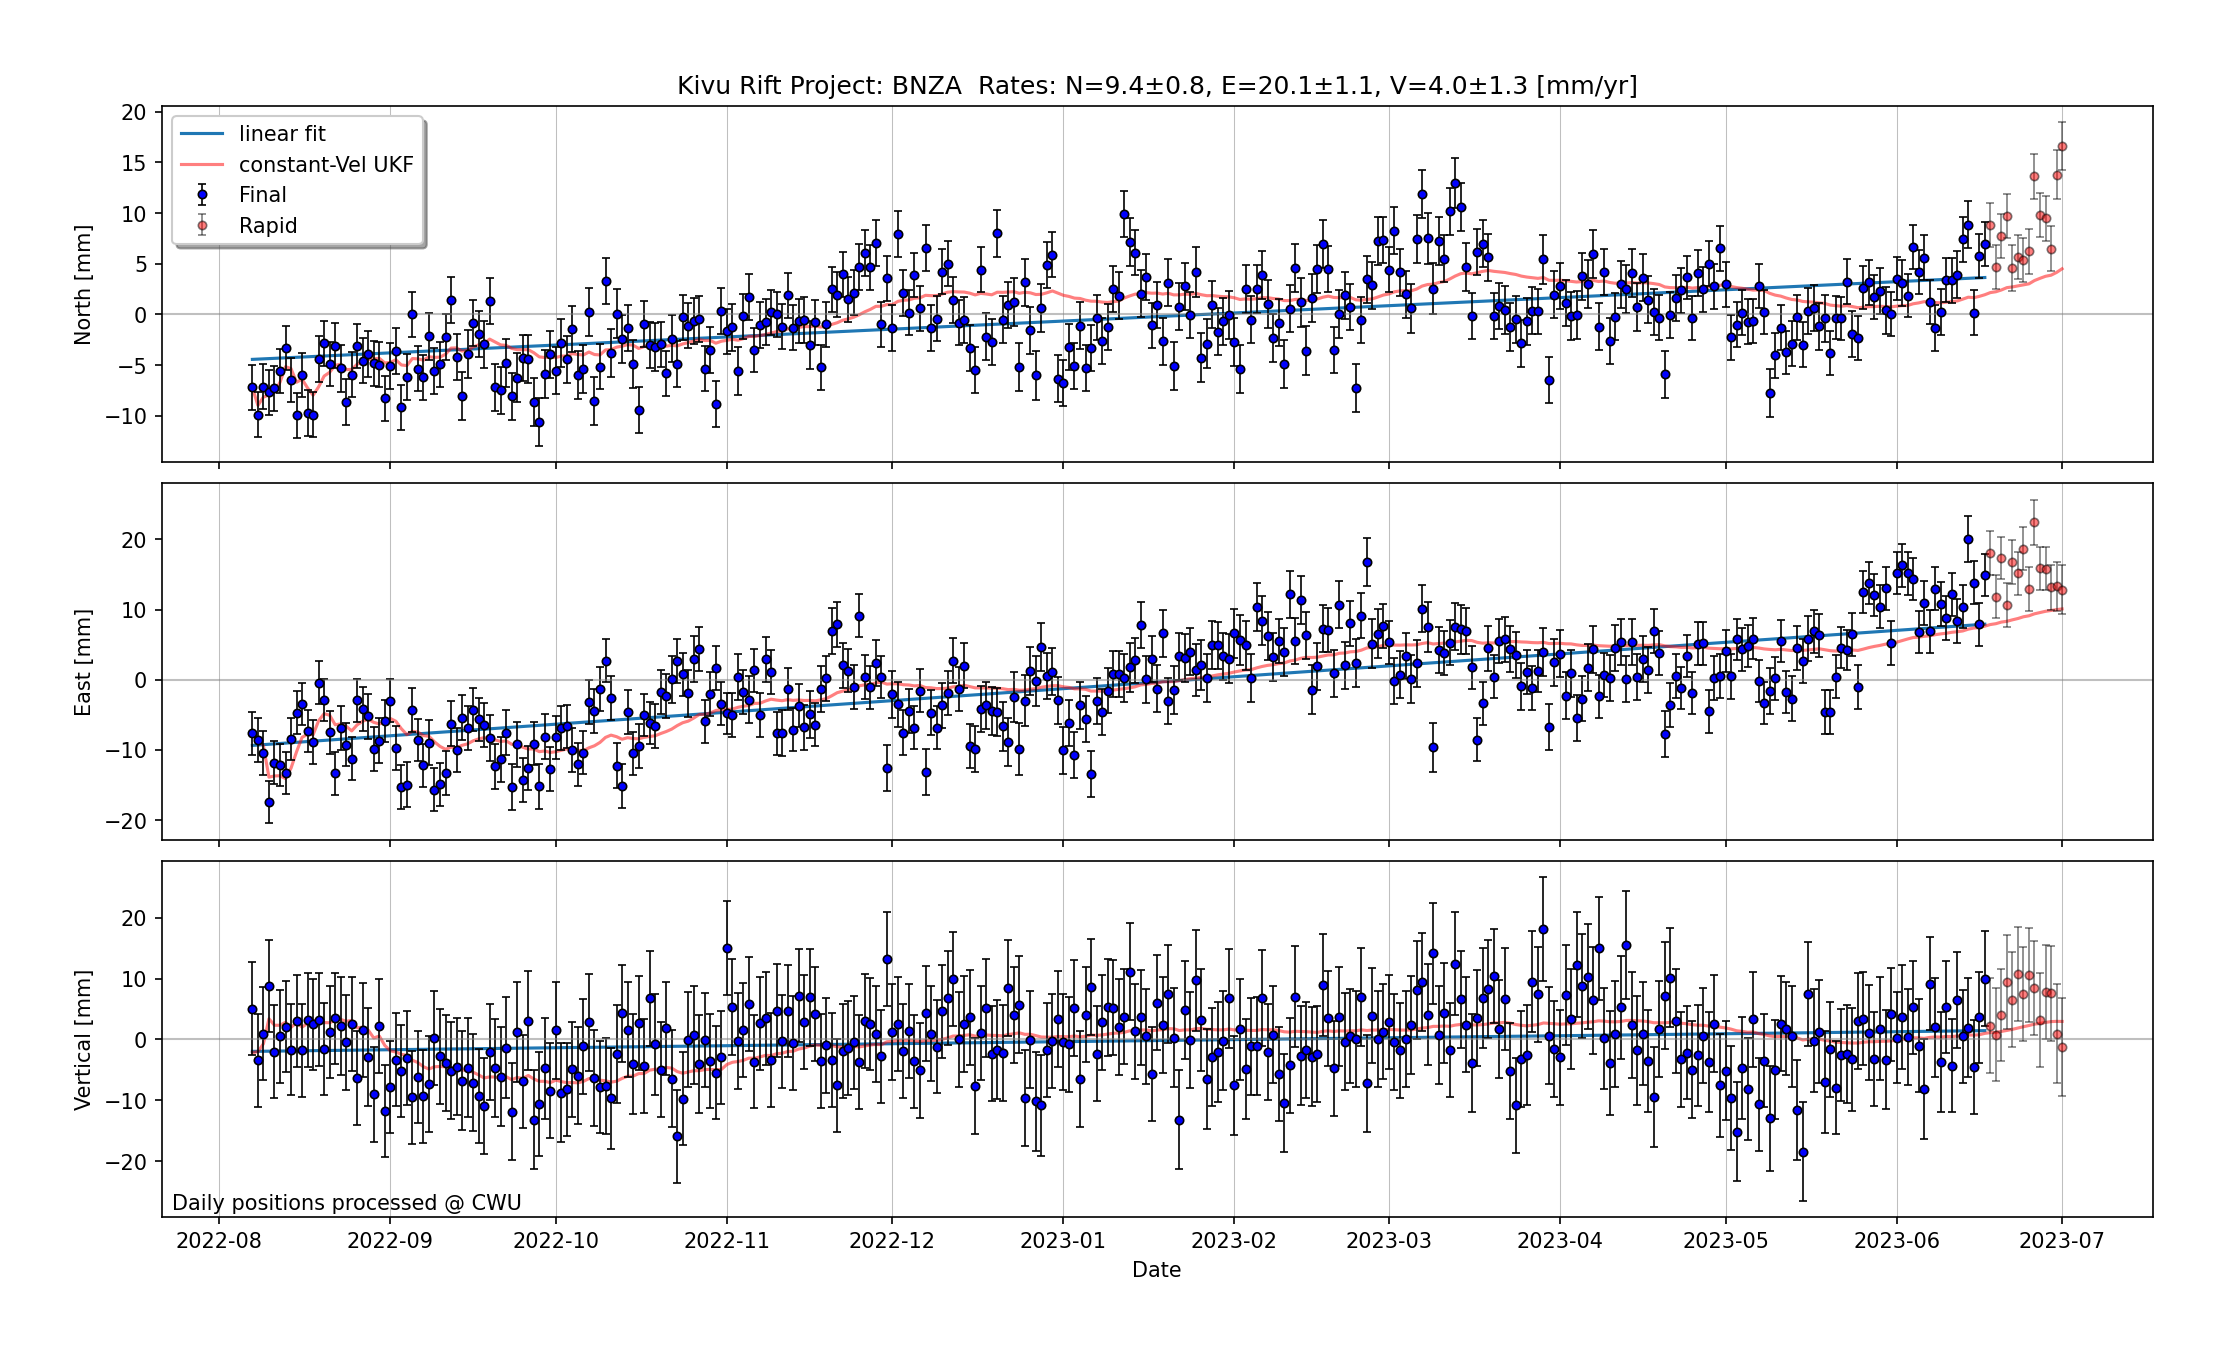 Kivu Rift Project: BNZA  Rates: N=9.4±0.8, E=20.1±1.1, V=4.0±1.3 [mm/yr]
linear fit
constant-Vel UKF
Final
Rapid
North [mm]
20
15
10
5
0
−5
−10
East [mm]
20
10
0
−10
−20
Vertical [mm]
20
10
0
−10
−20
Daily positions processed @ CWU
2022-08 2022-09 2022-10 2022-11 2022-12 2023-01 2023-02 2023-03 2023-04 2023-05 2023-06 2023-07
Date